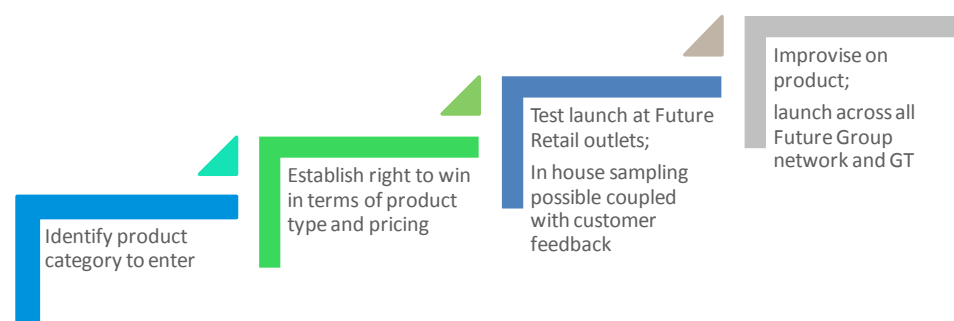 Identify product
category to enter
Establish right to win
in terms of product
type and pricing
Test launch at Future
Retail outlets;
In house sampling
possible coupled
with customer
feedback
Improvise on
product;
launch across all
Future Group
network and GT